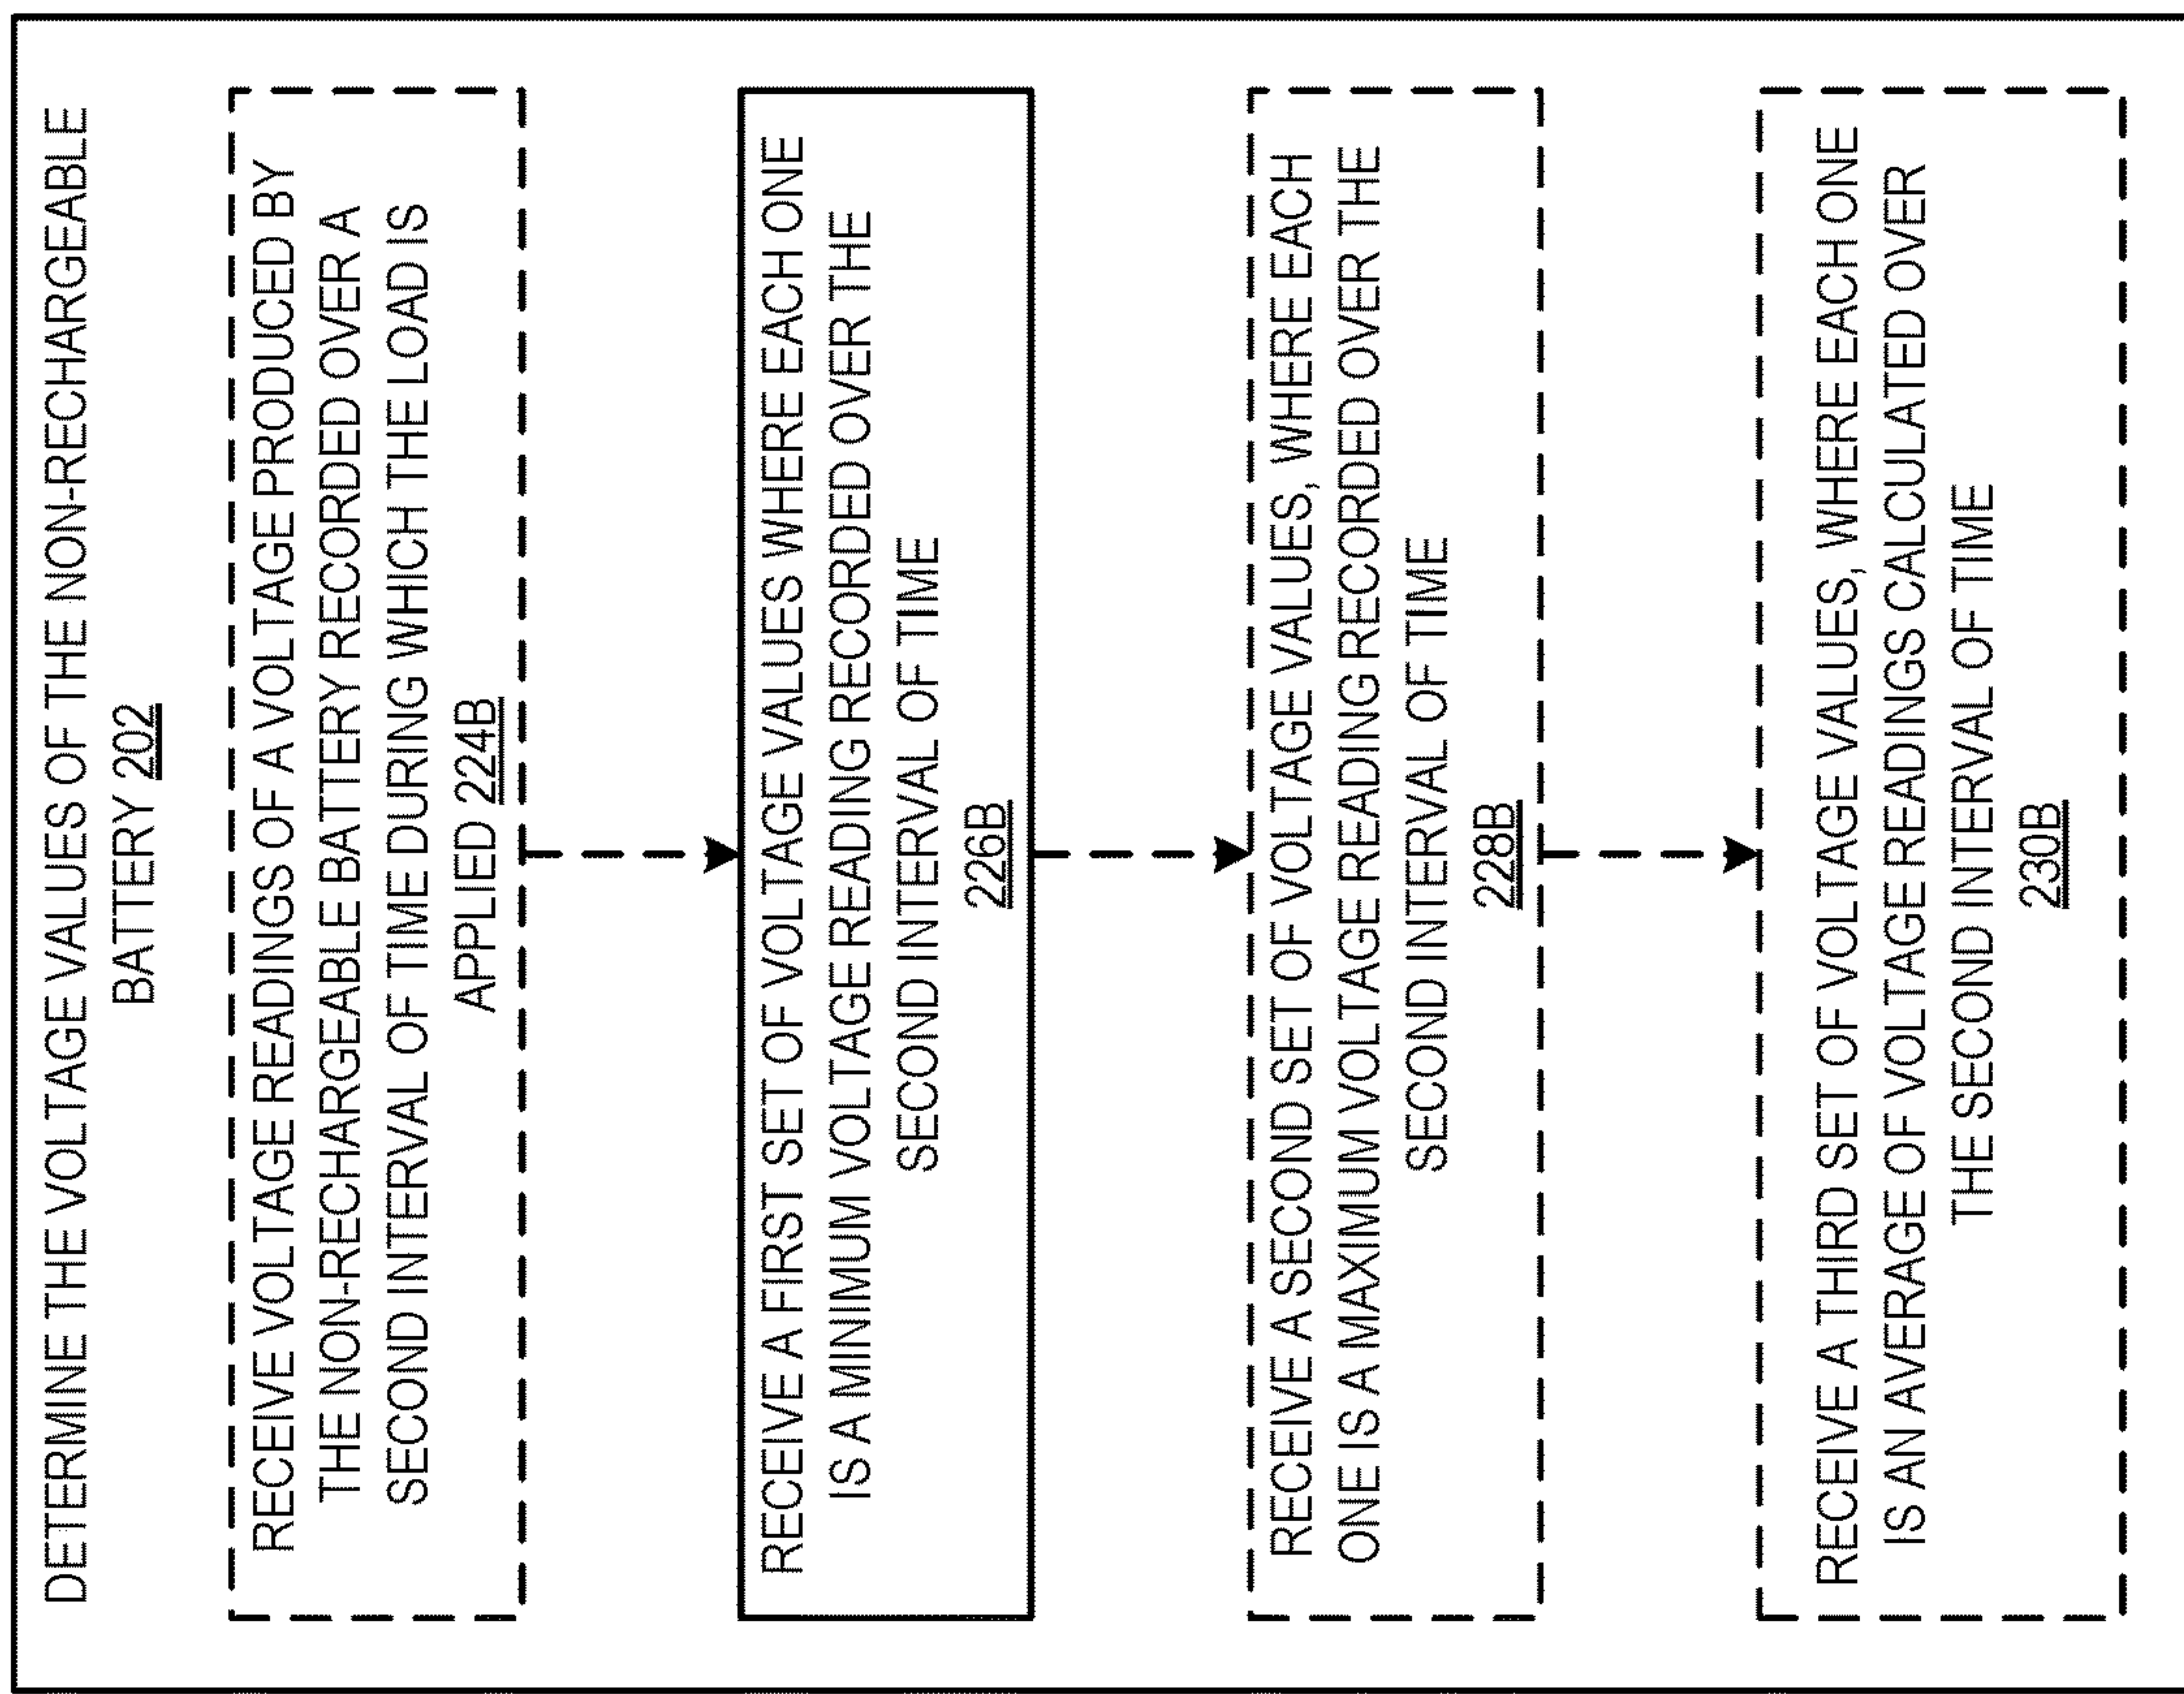 DETERMINE THE VOLTAGE VALUES OF THE NON-RECHARGEABLE
BATTERY 202
RECEIVE VOLTAGE READINGS OF A VOLTAGE PRODUCED BY
THE NON-RECHARGEABLE BATTERY RECORDED OVER A
SECOND INTERVAL OF TIME DURING WHICH THE LOAD IS
APPLIED 224B
RECEIVE A FIRST SET OF VOLTAGE VALUES WHERE EACH ONE
IS A MINIMUM VOLTAGE READING RECORDED OVER THE
SECOND INTERVAL OF TIME
226B
RECEIVE A SECOND SET OF VOLTAGE VALUES, WHERE EACH
ONE IS A MAXIMUM VOLTAGE READING RECORDED OVER THE
SECOND INTERVAL OF TIME
228B
RECEIVE A THIRD SET OF VOLTAGE VALUES, WHERE EACH ONE
IS AN AVERAGE OF VOLTAGE READINGS CALCULATED OVER
THE SECOND INTERVAL OF TIME
230B